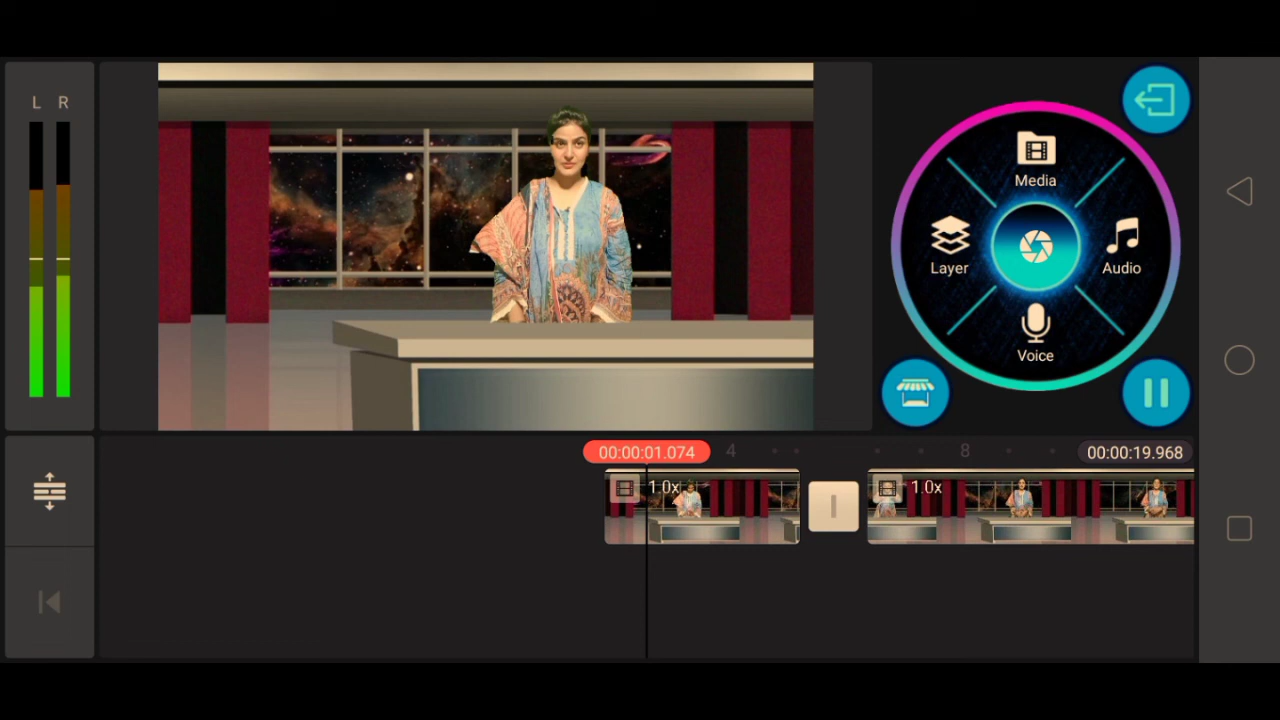 L R
Media
Layer
Audio
Voice
00:00:01.074
4
8
00:00:19.968
1.0x
1.0x